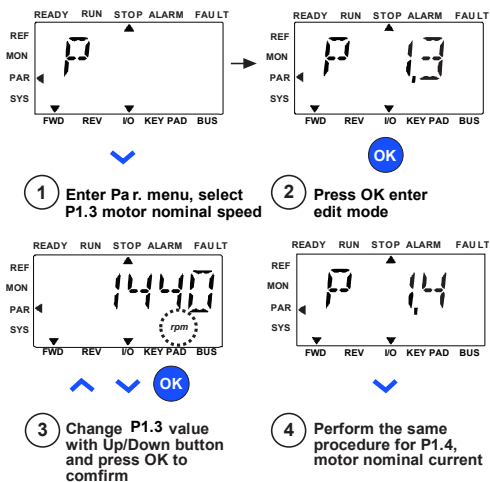 READY RUN STOP ALARM FAULT
REF
MON
PAR
SYS
P
FWD REV I/O KEYPAD BUS
1 Enter Par. menu, select
P1.3 motor nominal speed
READY RUN STOP ALARM FAULT
REF
MON
PAR
SYS
P 1,3
FWD REV I/O KEYPAD BUS
OK
2 Press OK enter
edit mode
READY RUN STOP ALARM FAULT
REF
MON
PAR
SYS
1440
rpm
FWD REV I/O KEYPAD BUS
OK
3 Change P1.3 value
with Up/Down button
and press OK to
comfirm
READY RUN STOP ALARM FAULT
REF
MON
PAR
SYS
P 1,4
FWD REV I/O KEYPAD BUS
4 Perform the same
procedure for P1.4,
motor nominal current